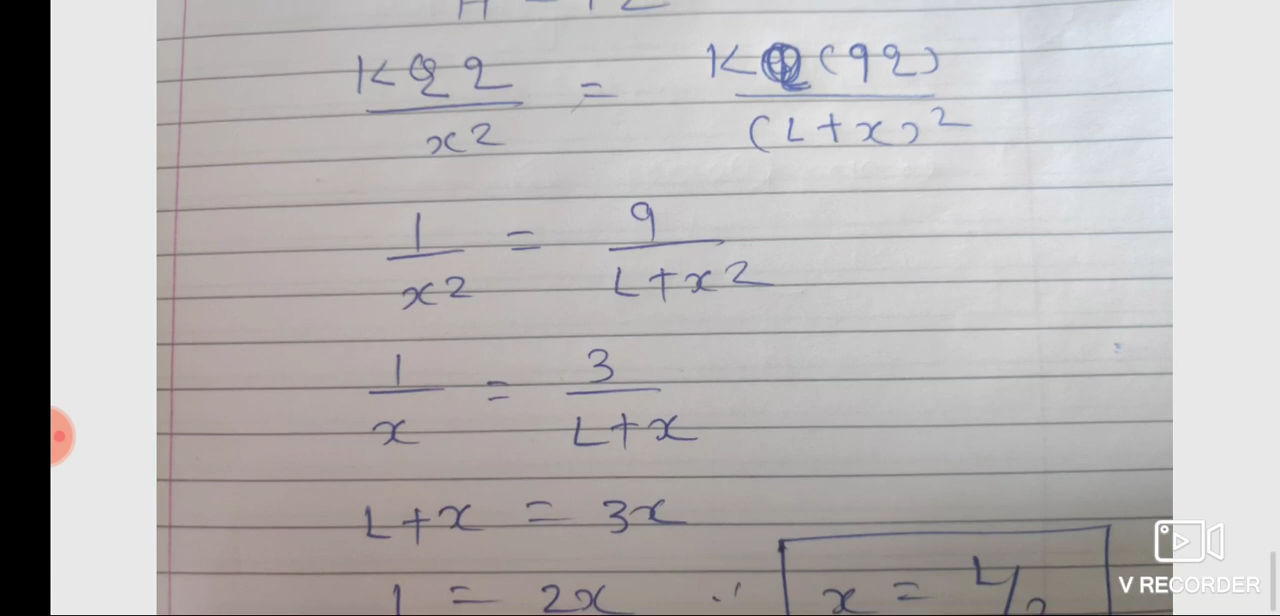 KQq/x2 = KQ(9q)/(L+x)2
1/x2 = 9/L+x2
1/x = 3/L+x
L+x = 3x
L = 2x ∴ x = L/2
V RECORDER